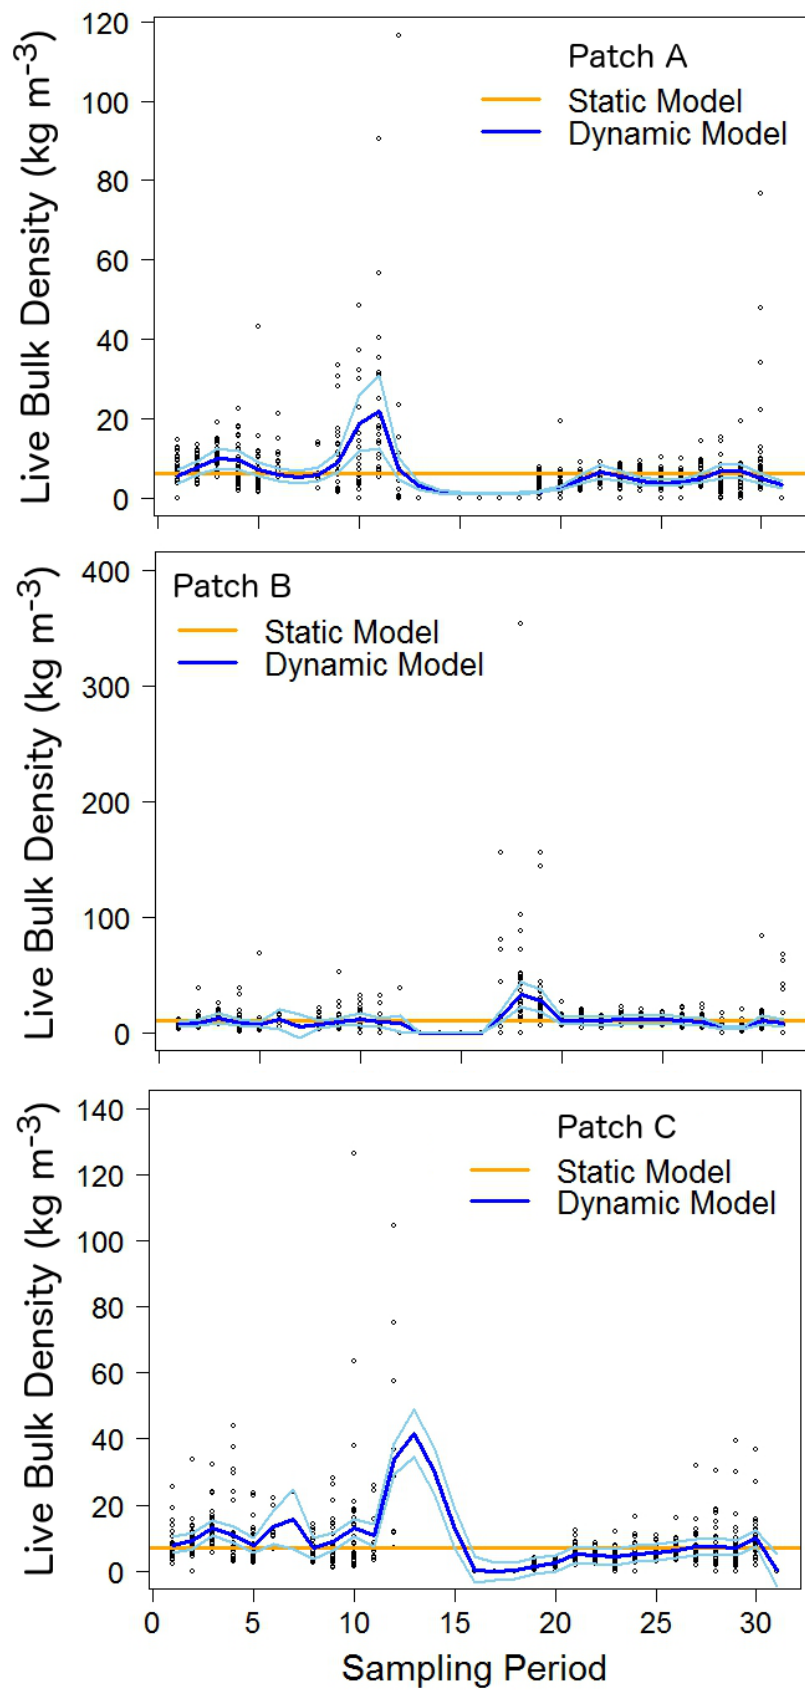 120
100
80
60
40
20
0
Live Bulk Density (kg m⁻³)
Patch A
Static Model
Dynamic Model
400
300
200
100
0
Live Bulk Density (kg m⁻³)
Patch B
Static Model
Dynamic Model
140
120
100
80
60
40
20
0
Live Bulk Density (kg m⁻³)
Patch C
Static Model
Dynamic Model
0 5 10 15 20 25 30
Sampling Period